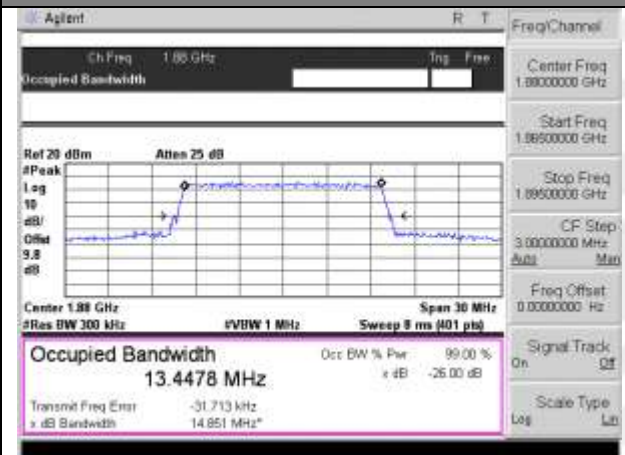 Agilent
R T
Ch Freq 1.88 GHz Trig Free
Occupied Bandwidth
Ref 20 dBm Atten 25 dB
#Peak
Log
10
dB/
Offst
9.8
dB
Center 1.88 GHz Span 30 MHz
#Res BW 300 kHz #VBW 1 MHz Sweep 8 ms (401 pts)
Occupied Bandwidth
13.4478 MHz
Occ BW % Pwr 99.00 %
x dB -26.00 dB
Transmit Freq Error -31.713 kHz
x dB Bandwidth 14.851 MHz*
Freq/Channel
Center Freq
1.88000000 GHz
Start Freq
1.86500000 GHz
Stop Freq
1.89500000 GHz
CF Step
3.00000000 MHz
Auto Man
Freq Offset
0.00000000 Hz
Signal Track
On Off
Scale Type
Log Lin